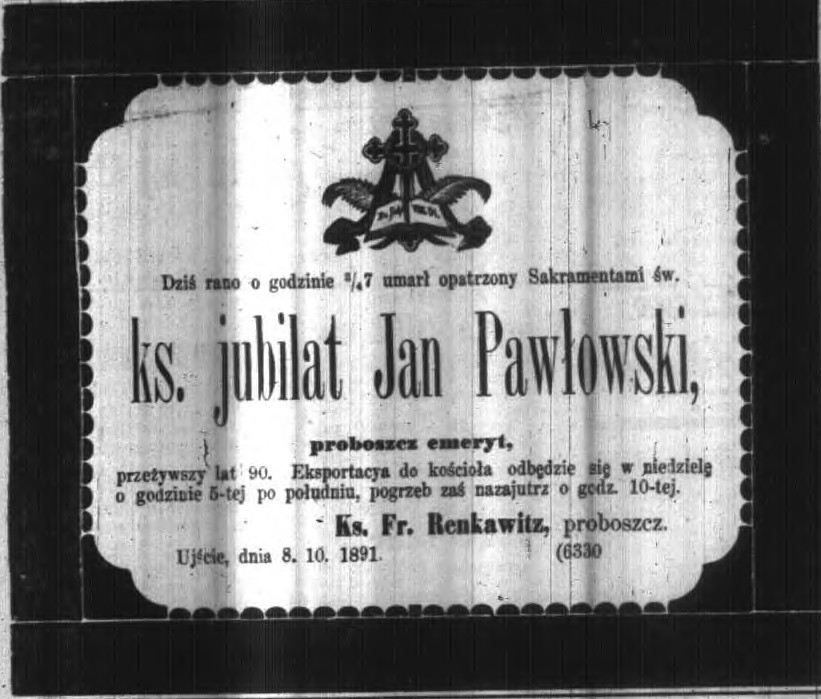 Dziś rano o godzinie ¾7 umarł opatrzony Sakramentami św.
ks. jubilat Jan Pawłowski,
proboszcz emeryt,
przeżywszy lat 90. Eksportacya do kościoła odbędzie się w niedzielę
o godzinie 5-tej po południu, pogrzeb zaś nazajutrz o godz. 10-tej.
Ks. Fr. Renkawitz, proboszcz.
Ujście, dnia 8. 10. 1891. (6330